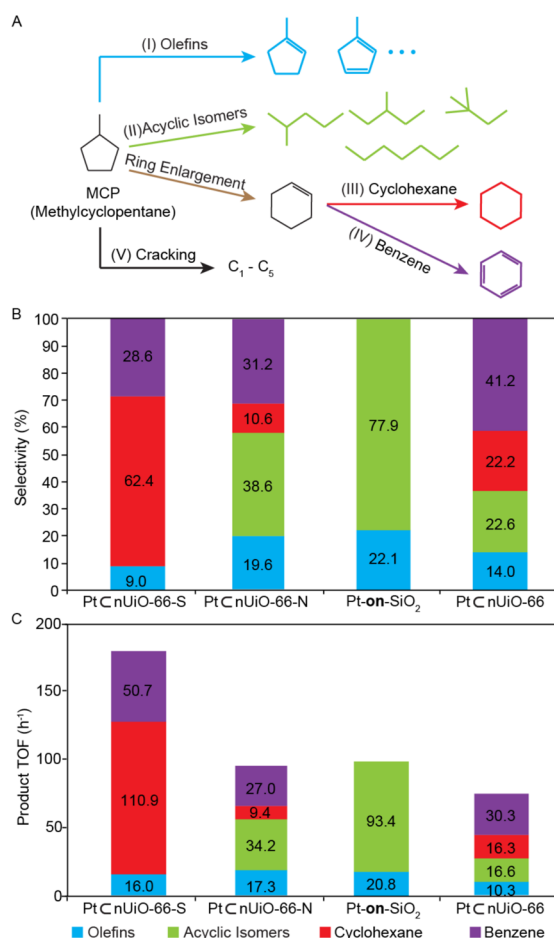 A
(I) Olefins
(II)Acyclic Isomers
Ring Enlargement
MCP
(Methylcyclopentane)
(III) Cyclohexane
(IV) Benzene
(V) Cracking
C₁ - C₅
B
Selectivity (%)
100
90
80
70
60
50
40
30
20
10
0
28.6
62.4
9.0
31.2
10.6
38.6
19.6
77.9
22.1
41.2
22.2
22.6
14.0
Pt⊂nUiO-66-S
Pt⊂nUiO-66-N
Pt-on-SiO₂
Pt⊂nUiO-66
C
Product TOF (h⁻¹)
200
150
100
50
0
50.7
110.9
16.0
27.0
9.4
34.2
17.3
93.4
20.8
30.3
16.3
16.6
10.3
Pt⊂nUiO-66-S
Pt⊂nUiO-66-N
Pt-on-SiO₂
Pt⊂nUiO-66
Olefins
Acyclic Isomers
Cyclohexane
Benzene